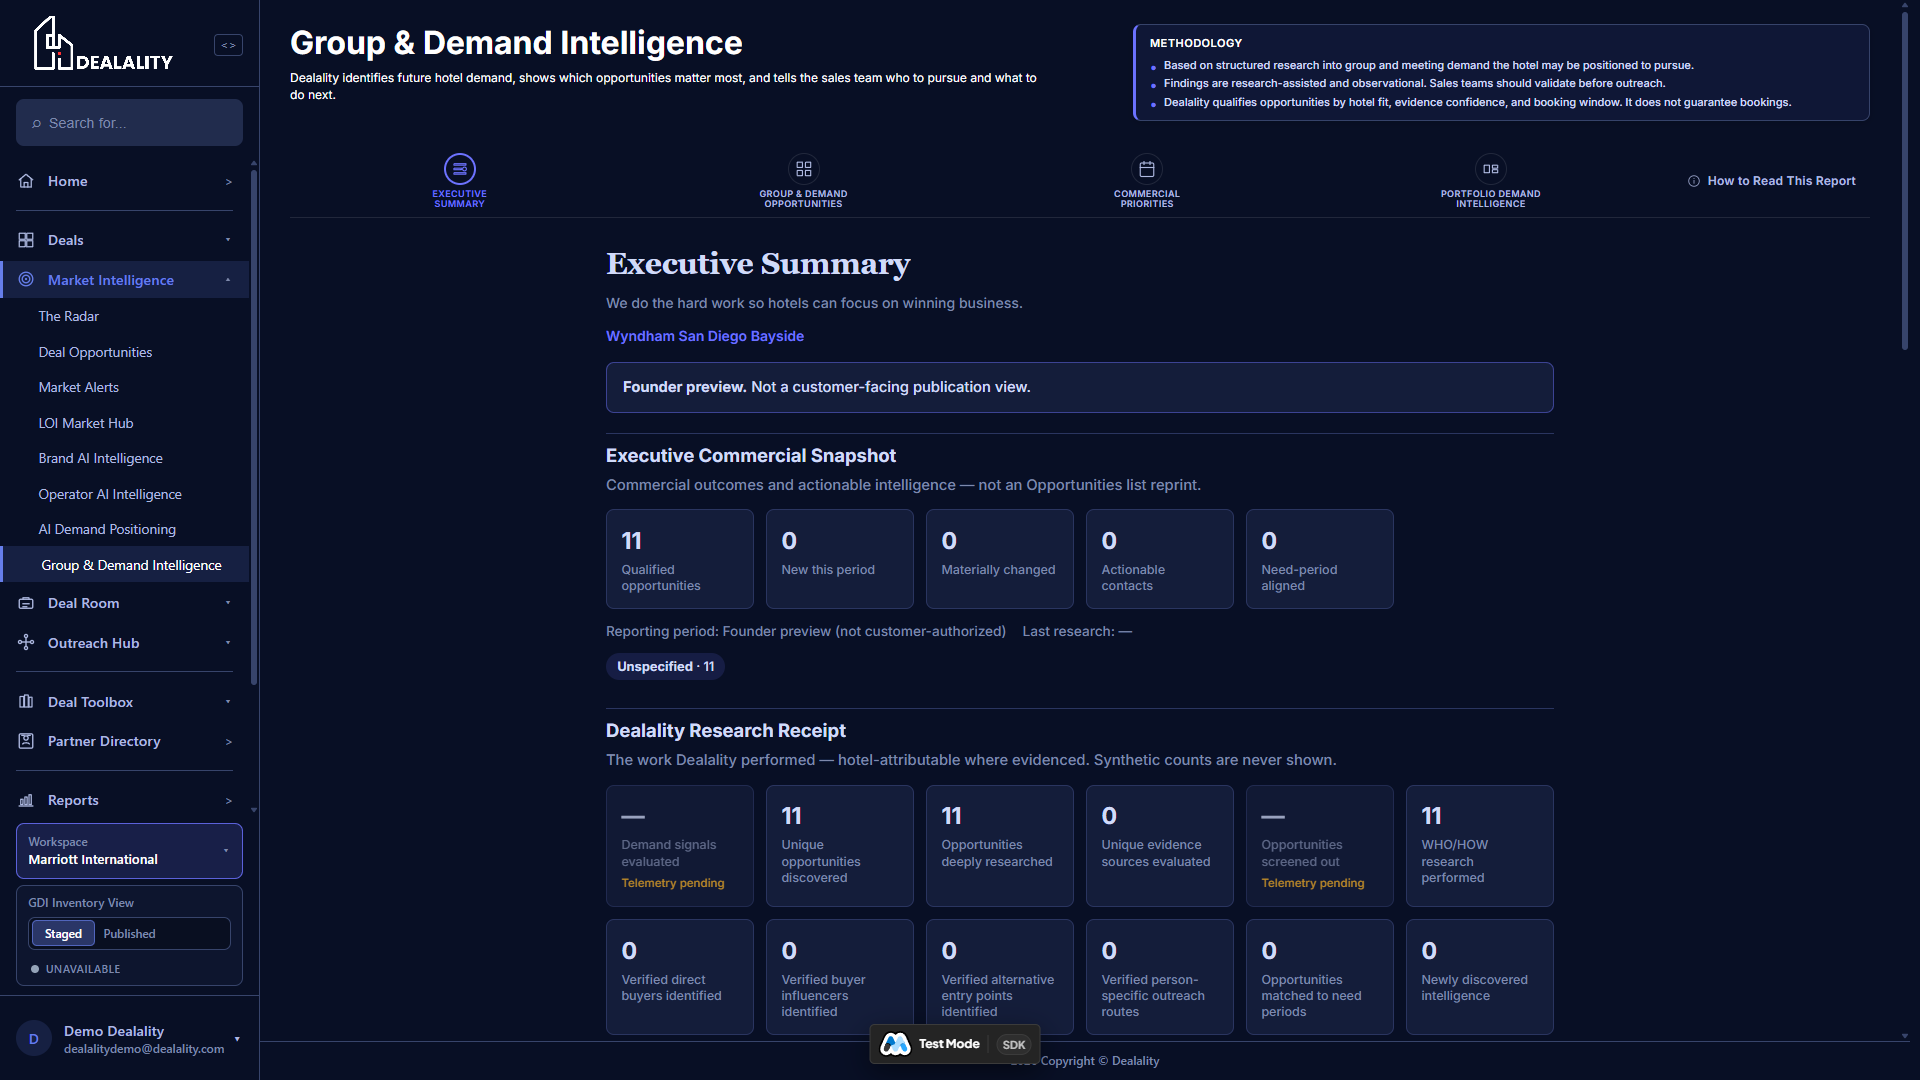 DEALALITY
<>
Search for...
Home
Deals
Market Intelligence
The Radar
Deal Opportunities
Market Alerts
LOI Market Hub
Brand AI Intelligence
Operator AI Intelligence
AI Demand Positioning
Group & Demand Intelligence
Deal Room
Outreach Hub
Deal Toolbox
Partner Directory
Reports
Workspace
Marriott International
GDI Inventory View
Staged
Published
UNAVAILABLE
D
Demo Dealality
dealalitydemo@dealality.com
Group & Demand Intelligence
Dealality identifies future hotel demand, shows which opportunities matter most, and tells the sales team who to pursue and what to
do next.
METHODOLOGY
Based on structured research into group and meeting demand the hotel may be positioned to pursue.
Findings are research-assisted and observational. Sales teams should validate before outreach.
Dealality qualifies opportunities by hotel fit, evidence confidence, and booking window. It does not guarantee bookings.
EXECUTIVE
SUMMARY
GROUP & DEMAND
OPPORTUNITIES
COMMERCIAL
PRIORITIES
PORTFOLIO DEMAND
INTELLIGENCE
How to Read This Report
Executive Summary
We do the hard work so hotels can focus on winning business.
Wyndham San Diego Bayside
Founder preview. Not a customer-facing publication view.
Executive Commercial Snapshot
Commercial outcomes and actionable intelligence — not an Opportunities list reprint.
11
Qualified
opportunities
0
New this period
0
Materially changed
0
Actionable
contacts
0
Need-period
aligned
Reporting period: Founder preview (not customer-authorized) Last research: —
Unspecified · 11
Dealality Research Receipt
The work Dealality performed — hotel-attributable where evidenced. Synthetic counts are never shown.
—
Demand signals
evaluated
Telemetry pending
11
Unique
opportunities
discovered
11
Opportunities
deeply researched
0
Unique evidence
sources evaluated
—
Opportunities
screened out
Telemetry pending
11
WHO/HOW
research
performed
0
Verified direct
buyers identified
0
Verified buyer
influencers
identified
0
Verified alternative
entry points
identified
0
Verified person-
specific outreach
routes
0
Opportunities
matched to need
periods
0
Newly discovered
intelligence
Test Mode
SDK
Copyright © Dealality